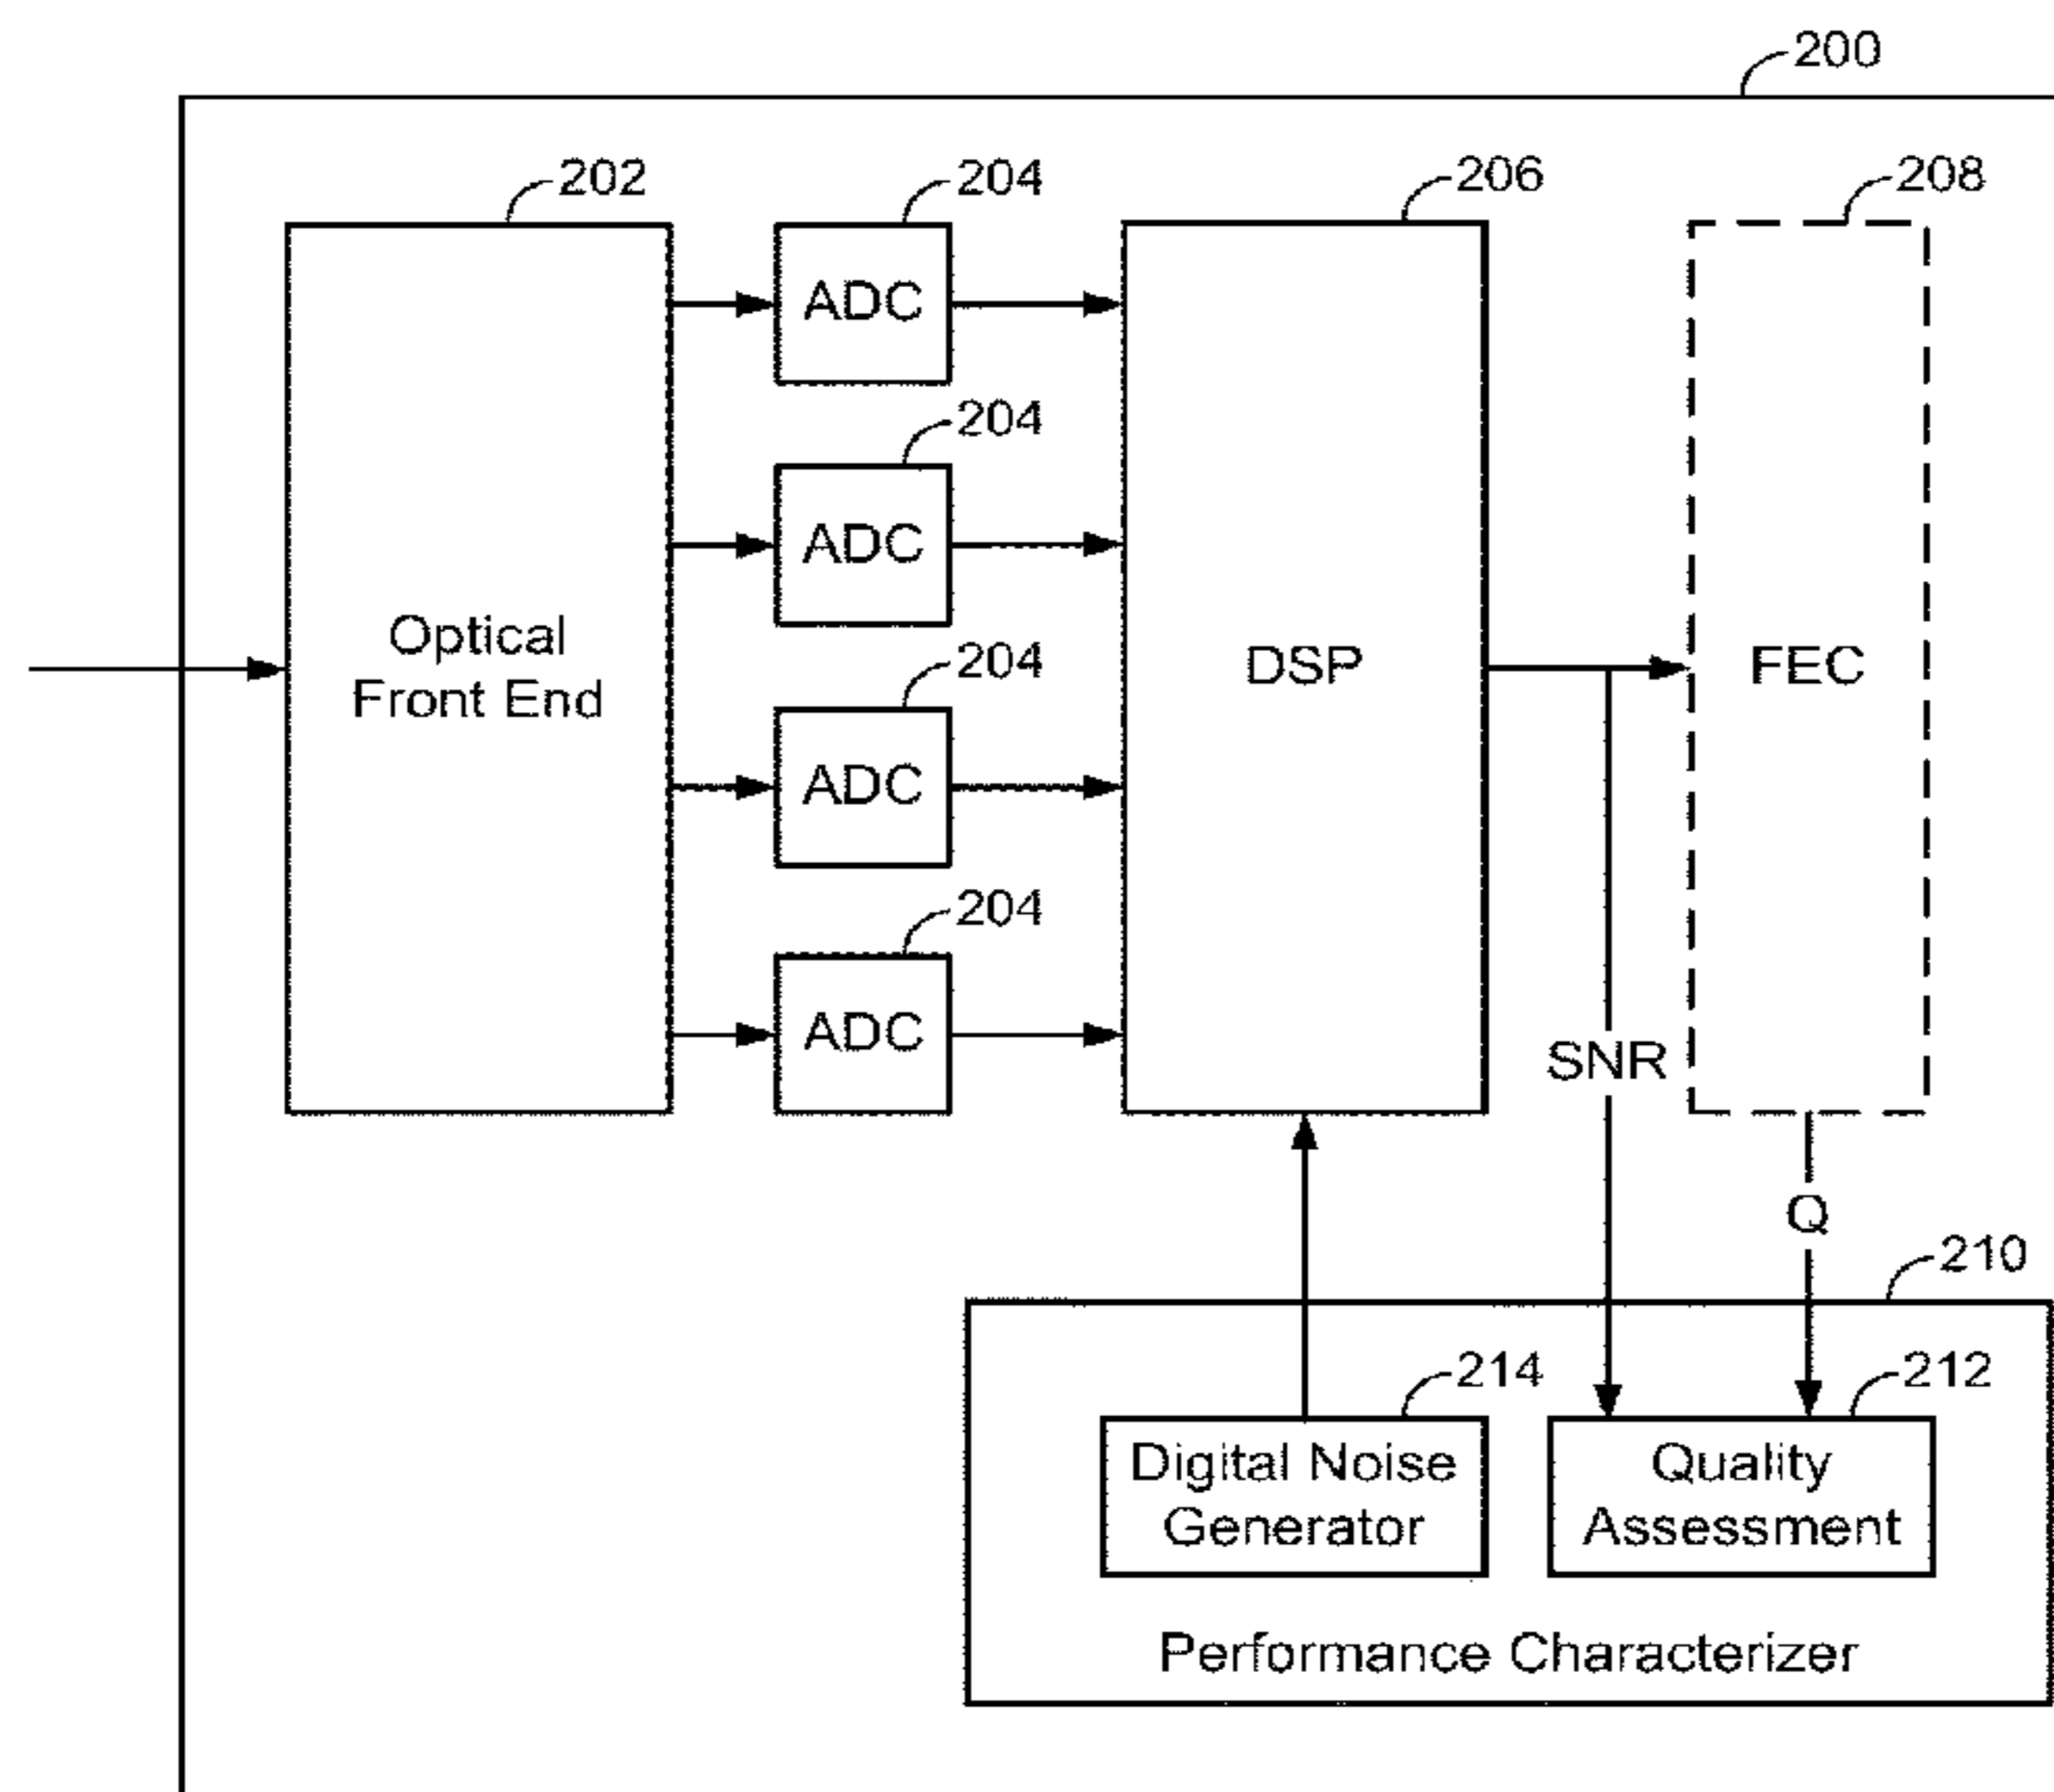 200
202
204
206
208
ADC
204
ADC
Optical
Front End
204
DSP
FEC
ADC
204
ADC
SNR
Q
210
214
212
Digital Noise
Generator
Quality
Assessment
Performance Characterizer